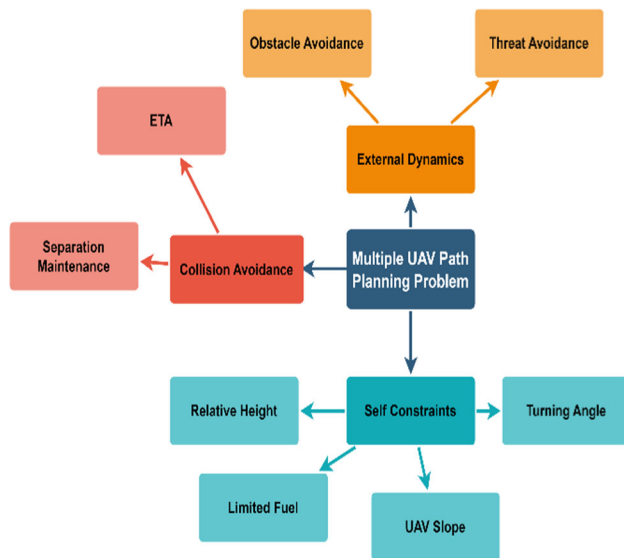 Obstacle Avoidance
Threat Avoidance
ETA
External Dynamics
Separation
Maintenance
Collision Avoidance
Multiple UAV Path
Planning Problem
Relative Height
Self Constraints
Turning Angle
Limited Fuel
UAV Slope